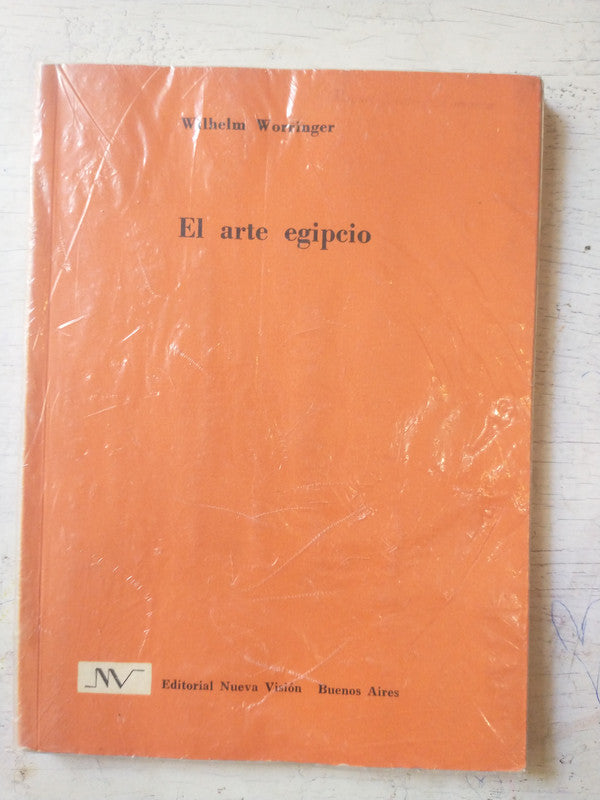 Wilhelm Worringer
El arte egipcio
NV
Editorial Nueva Visión Buenos Aires